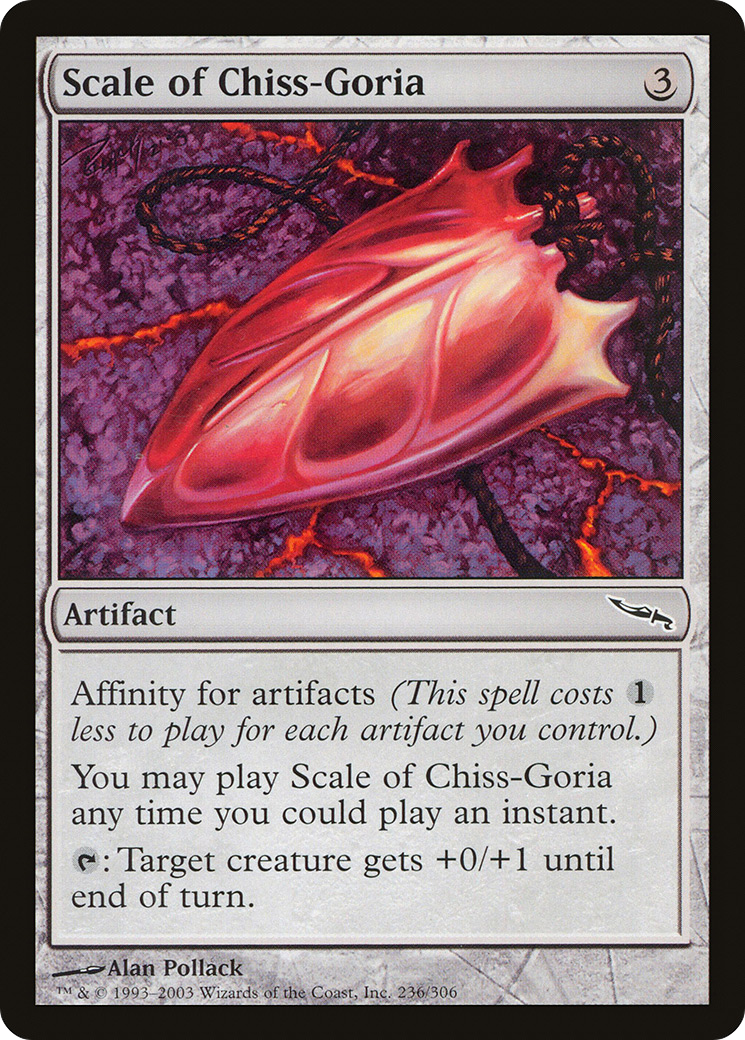 Scale of Chiss-Goria
3
Artifact
Affinity for artifacts (This spell costs 1
less to play for each artifact you control.)
You may play Scale of Chiss-Goria
any time you could play an instant.
: Target creature gets +0/+1 until
end of turn.
Alan Pollack
™ & © 1993–2003 Wizards of the Coast, Inc. 236/306